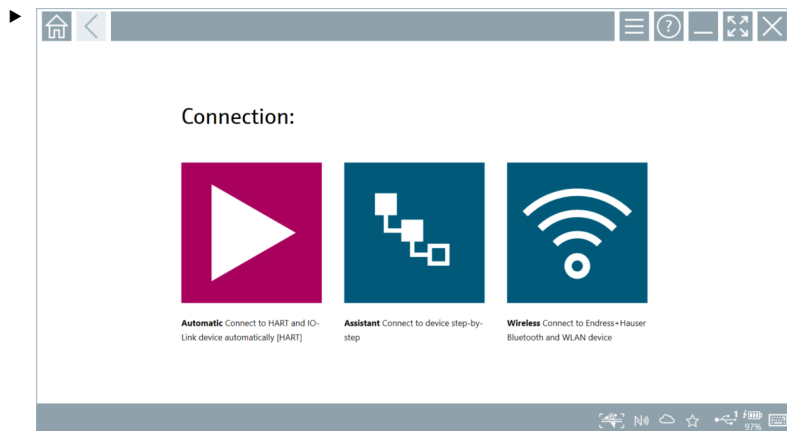 Connection:
Automatic Connect to HART and IO-
Link device automatically [HART]
Assistant Connect to device step-by-
step
Wireless Connect to Endress+Hauser
Bluetooth and WLAN device
1
97%